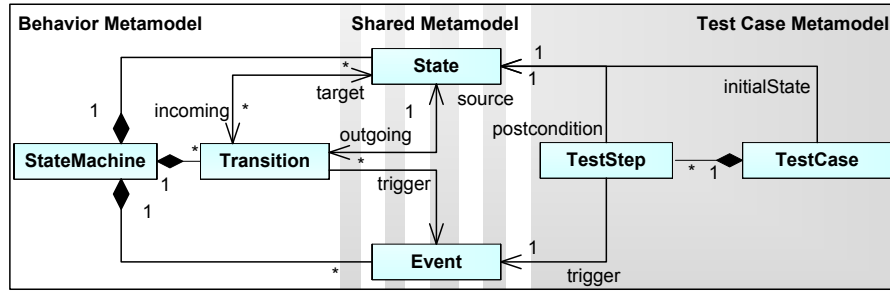 Behavior Metamodel
Shared Metamodel
Test Case Metamodel
State
*
1
1
1
incoming
*
target
1
source
initialState
outgoing
postcondition
StateMachine
*
1
Transition
*
TestStep
*
1
TestCase
1
trigger
*
Event
1
trigger